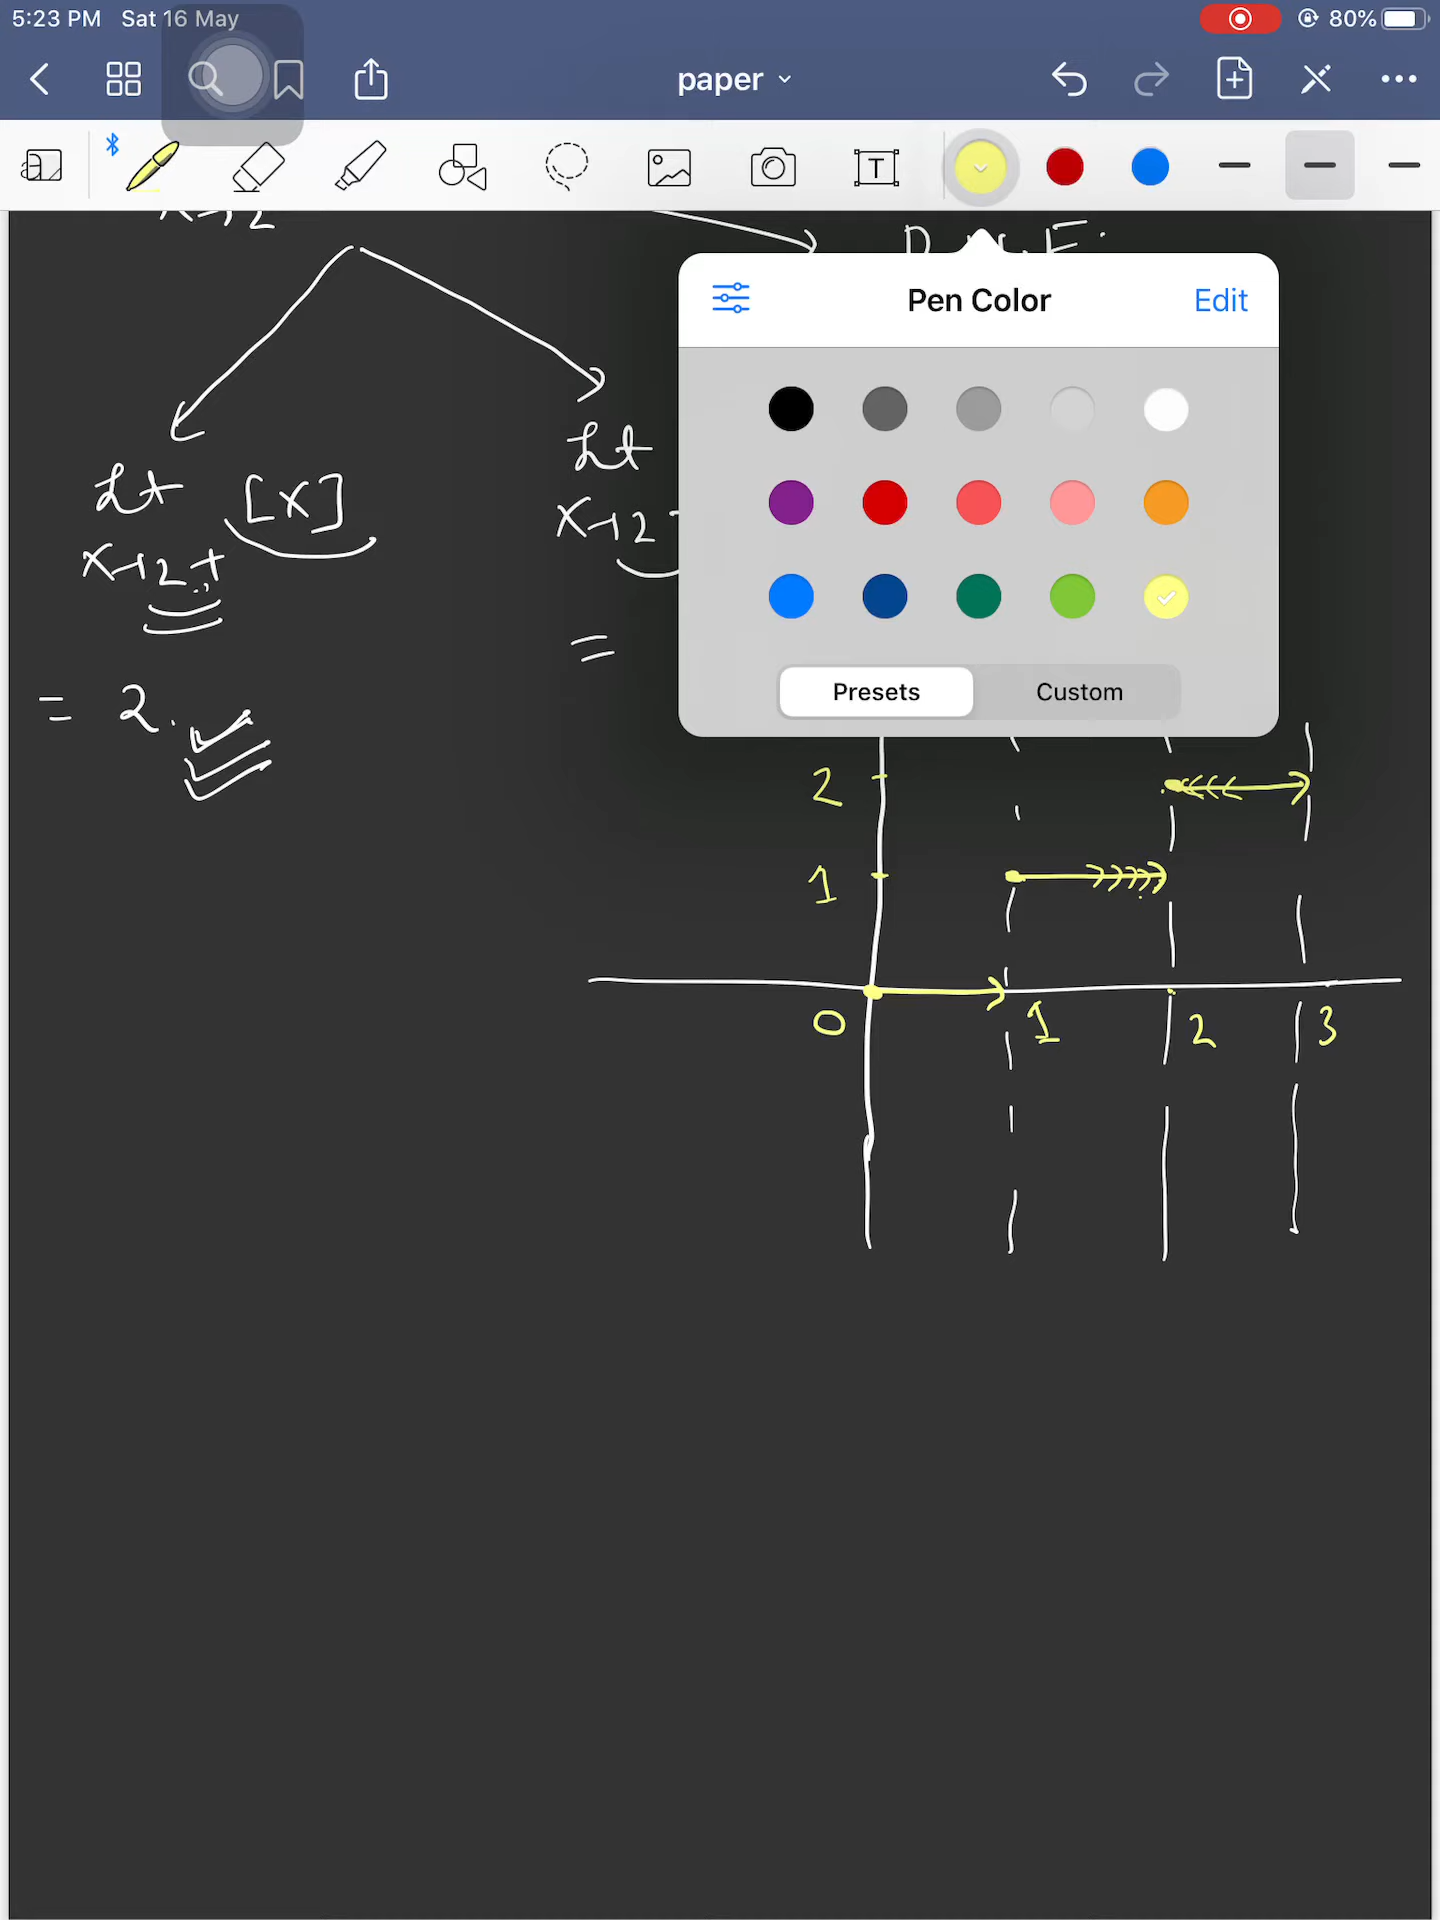 5:23 PM Sat 16 May
80%
paper
a
T
x→2
D.N.E.
Pen Color
Edit
Presets
Custom
Lt [x]
x→2+
= 2.
Lt
x→2-
=
2
1
0 1 2 3